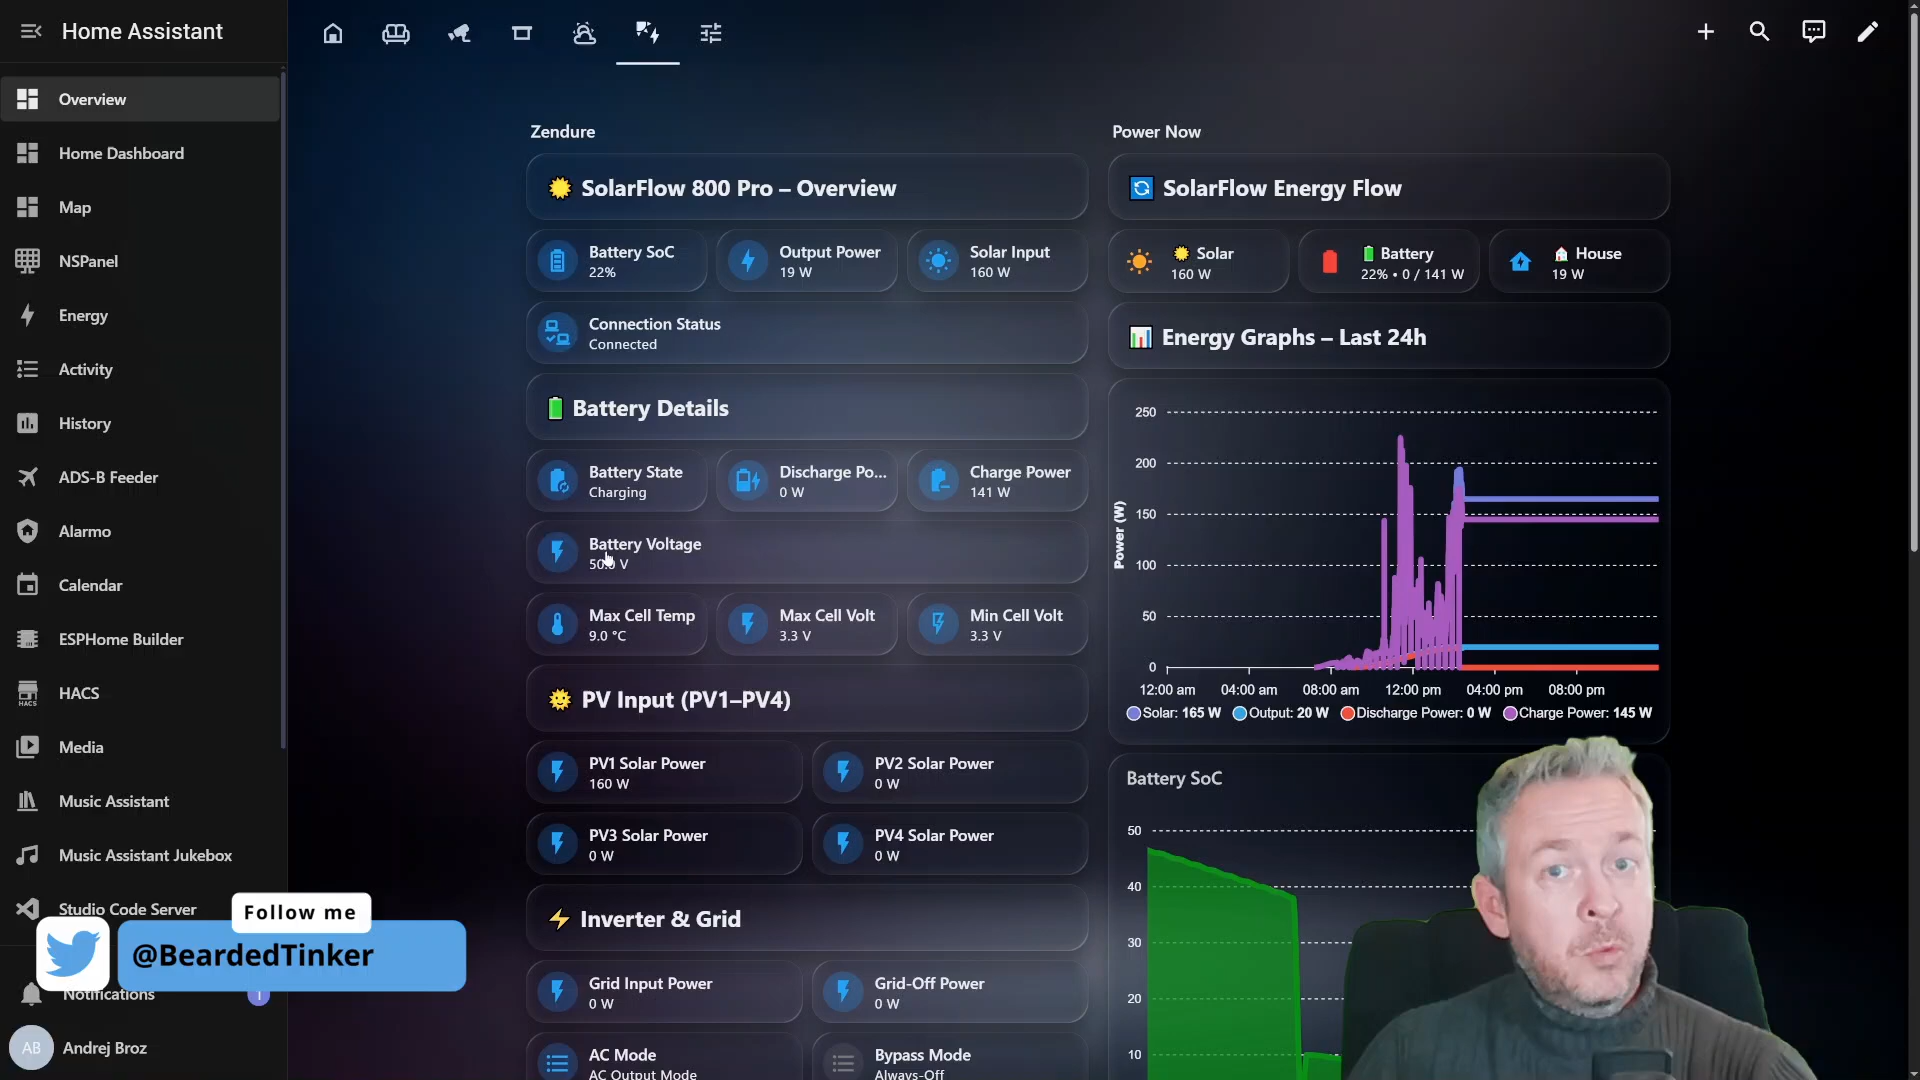 Home Assistant
Overview
Home Dashboard
Map
NSPanel
Energy
Activity
History
ADS-B Feeder
Alarmo
Calendar
ESPHome Builder
HACS
HACS
Media
Music Assistant
Music Assistant Jukebox
Studio Code Server
Follow me
@BeardedTinker
Notifications
1
AB
Andrej Broz
Zendure
SolarFlow 800 Pro – Overview
Battery SoC
22%
Output Power
19 W
Solar Input
160 W
Connection Status
Connected
Battery Details
Battery State
Charging
Discharge Po...
0 W
Charge Power
141 W
Battery Voltage
V
Max Cell Temp
9.0 °C
Max Cell Volt
3.3 V
Min Cell Volt
3.3 V
PV Input (PV1–PV4)
PV1 Solar Power
160 W
PV2 Solar Power
0 W
PV3 Solar Power
0 W
PV4 Solar Power
0 W
Inverter & Grid
Grid Input Power
0 W
Grid-Off Power
0 W
AC Mode
AC Output Mode
Bypass Mode
Always-Off
Power Now
SolarFlow Energy Flow
Solar
160 W
Battery
22% • 0 / 141 W
House
19 W
Energy Graphs – Last 24h
Power (W)
250
200
150
100
50
0
12:00 am 04:00 am 08:00 am 12:00 pm 04:00 pm 08:00 pm
Solar: 165 W Output: 20 W Discharge Power: 0 W Charge Power: 145 W
Battery SoC
50
40
30
20
10